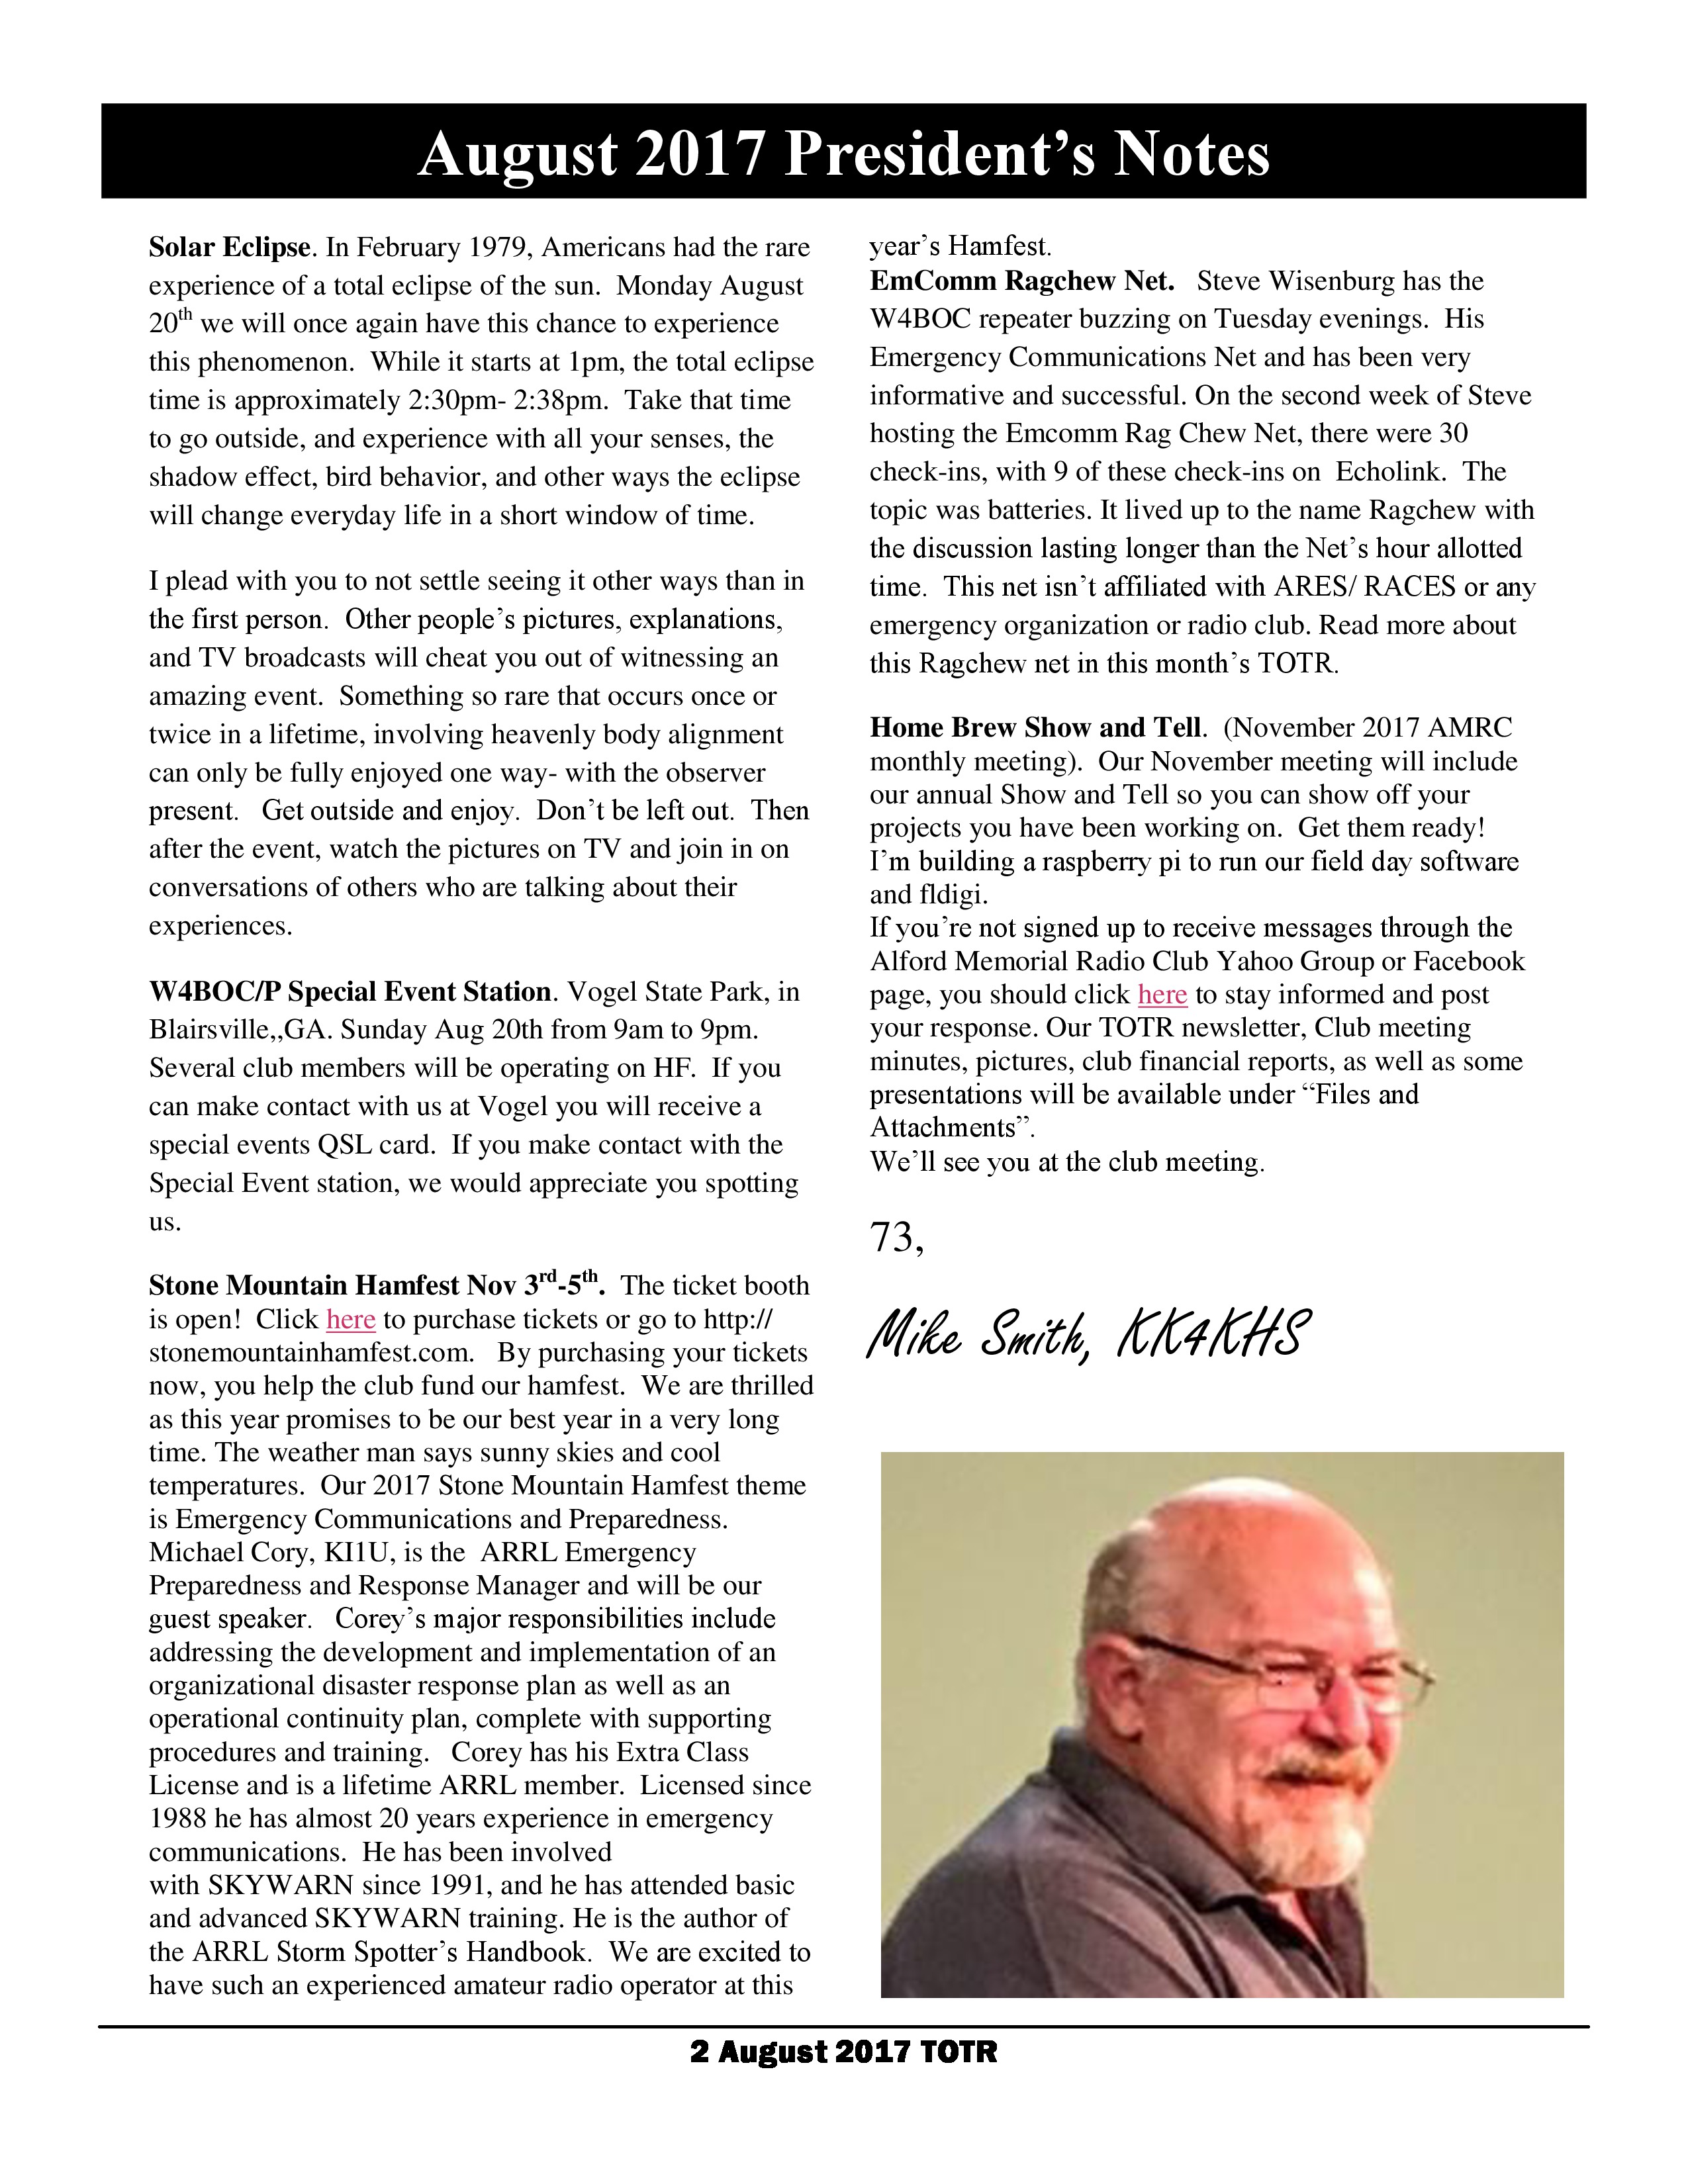 August 2017 President’s Notes
Solar Eclipse. In February 1979, Americans had the rare
experience of a total eclipse of the sun.  Monday August
20th we will once again have this chance to experience
this phenomenon.  While it starts at 1pm, the total eclipse
time is approximately 2:30pm- 2:38pm.  Take that time
to go outside, and experience with all your senses, the
shadow effect, bird behavior, and other ways the eclipse
will change everyday life in a short window of time.
I plead with you to not settle seeing it other ways than in
the first person.  Other people’s pictures, explanations,
and TV broadcasts will cheat you out of witnessing an
amazing event.  Something so rare that occurs once or
twice in a lifetime, involving heavenly body alignment
can only be fully enjoyed one way- with the observer
present.   Get outside and enjoy.  Don’t be left out.  Then
after the event, watch the pictures on TV and join in on
conversations of others who are talking about their
experiences.
W4BOC/P Special Event Station. Vogel State Park, in
Blairsville,,GA. Sunday Aug 20th from 9am to 9pm.
Several club members will be operating on HF.  If you
can make contact with us at Vogel you will receive a
special events QSL card.  If you make contact with the
Special Event station, we would appreciate you spotting
us.
Stone Mountain Hamfest Nov 3rd-5th.  The ticket booth
is open!  Click here to purchase tickets or go to http://
stonemountainhamfest.com.   By purchasing your tickets
now, you help the club fund our hamfest.  We are thrilled
as this year promises to be our best year in a very long
time. The weather man says sunny skies and cool
temperatures.  Our 2017 Stone Mountain Hamfest theme
is Emergency Communications and Preparedness.
Michael Cory, KI1U, is the  ARRL Emergency
Preparedness and Response Manager and will be our
guest speaker.   Corey’s major responsibilities include
addressing the development and implementation of an
organizational disaster response plan as well as an
operational continuity plan, complete with supporting
procedures and training.   Corey has his Extra Class
License and is a lifetime ARRL member.  Licensed since
1988 he has almost 20 years experience in emergency
communications.  He has been involved
with SKYWARN since 1991, and he has attended basic
and advanced SKYWARN training. He is the author of
the ARRL Storm Spotter’s Handbook.  We are excited to
have such an experienced amateur radio operator at this
year’s Hamfest.
EmComm Ragchew Net.   Steve Wisenburg has the
W4BOC repeater buzzing on Tuesday evenings.  His
Emergency Communications Net and has been very
informative and successful. On the second week of Steve
hosting the Emcomm Rag Chew Net, there were 30
check-ins, with 9 of these check-ins on  Echolink.  The
topic was batteries. It lived up to the name Ragchew with
the discussion lasting longer than the Net’s hour allotted
time.  This net isn’t affiliated with ARES/ RACES or any
emergency organization or radio club. Read more about
this Ragchew net in this month’s TOTR.
Home Brew Show and Tell.  (November 2017 AMRC
monthly meeting).  Our November meeting will include
our annual Show and Tell so you can show off your
projects you have been working on.  Get them ready!
I’m building a raspberry pi to run our field day software
and fldigi.
If you’re not signed up to receive messages through the
Alford Memorial Radio Club Yahoo Group or Facebook
page, you should click here to stay informed and post
your response. Our TOTR newsletter, Club meeting
minutes, pictures, club financial reports, as well as some
presentations will be available under “Files and
Attachments”.
We’ll see you at the club meeting.
73,
Mike Smith, KK4KHS
2 August 2017 TOTR